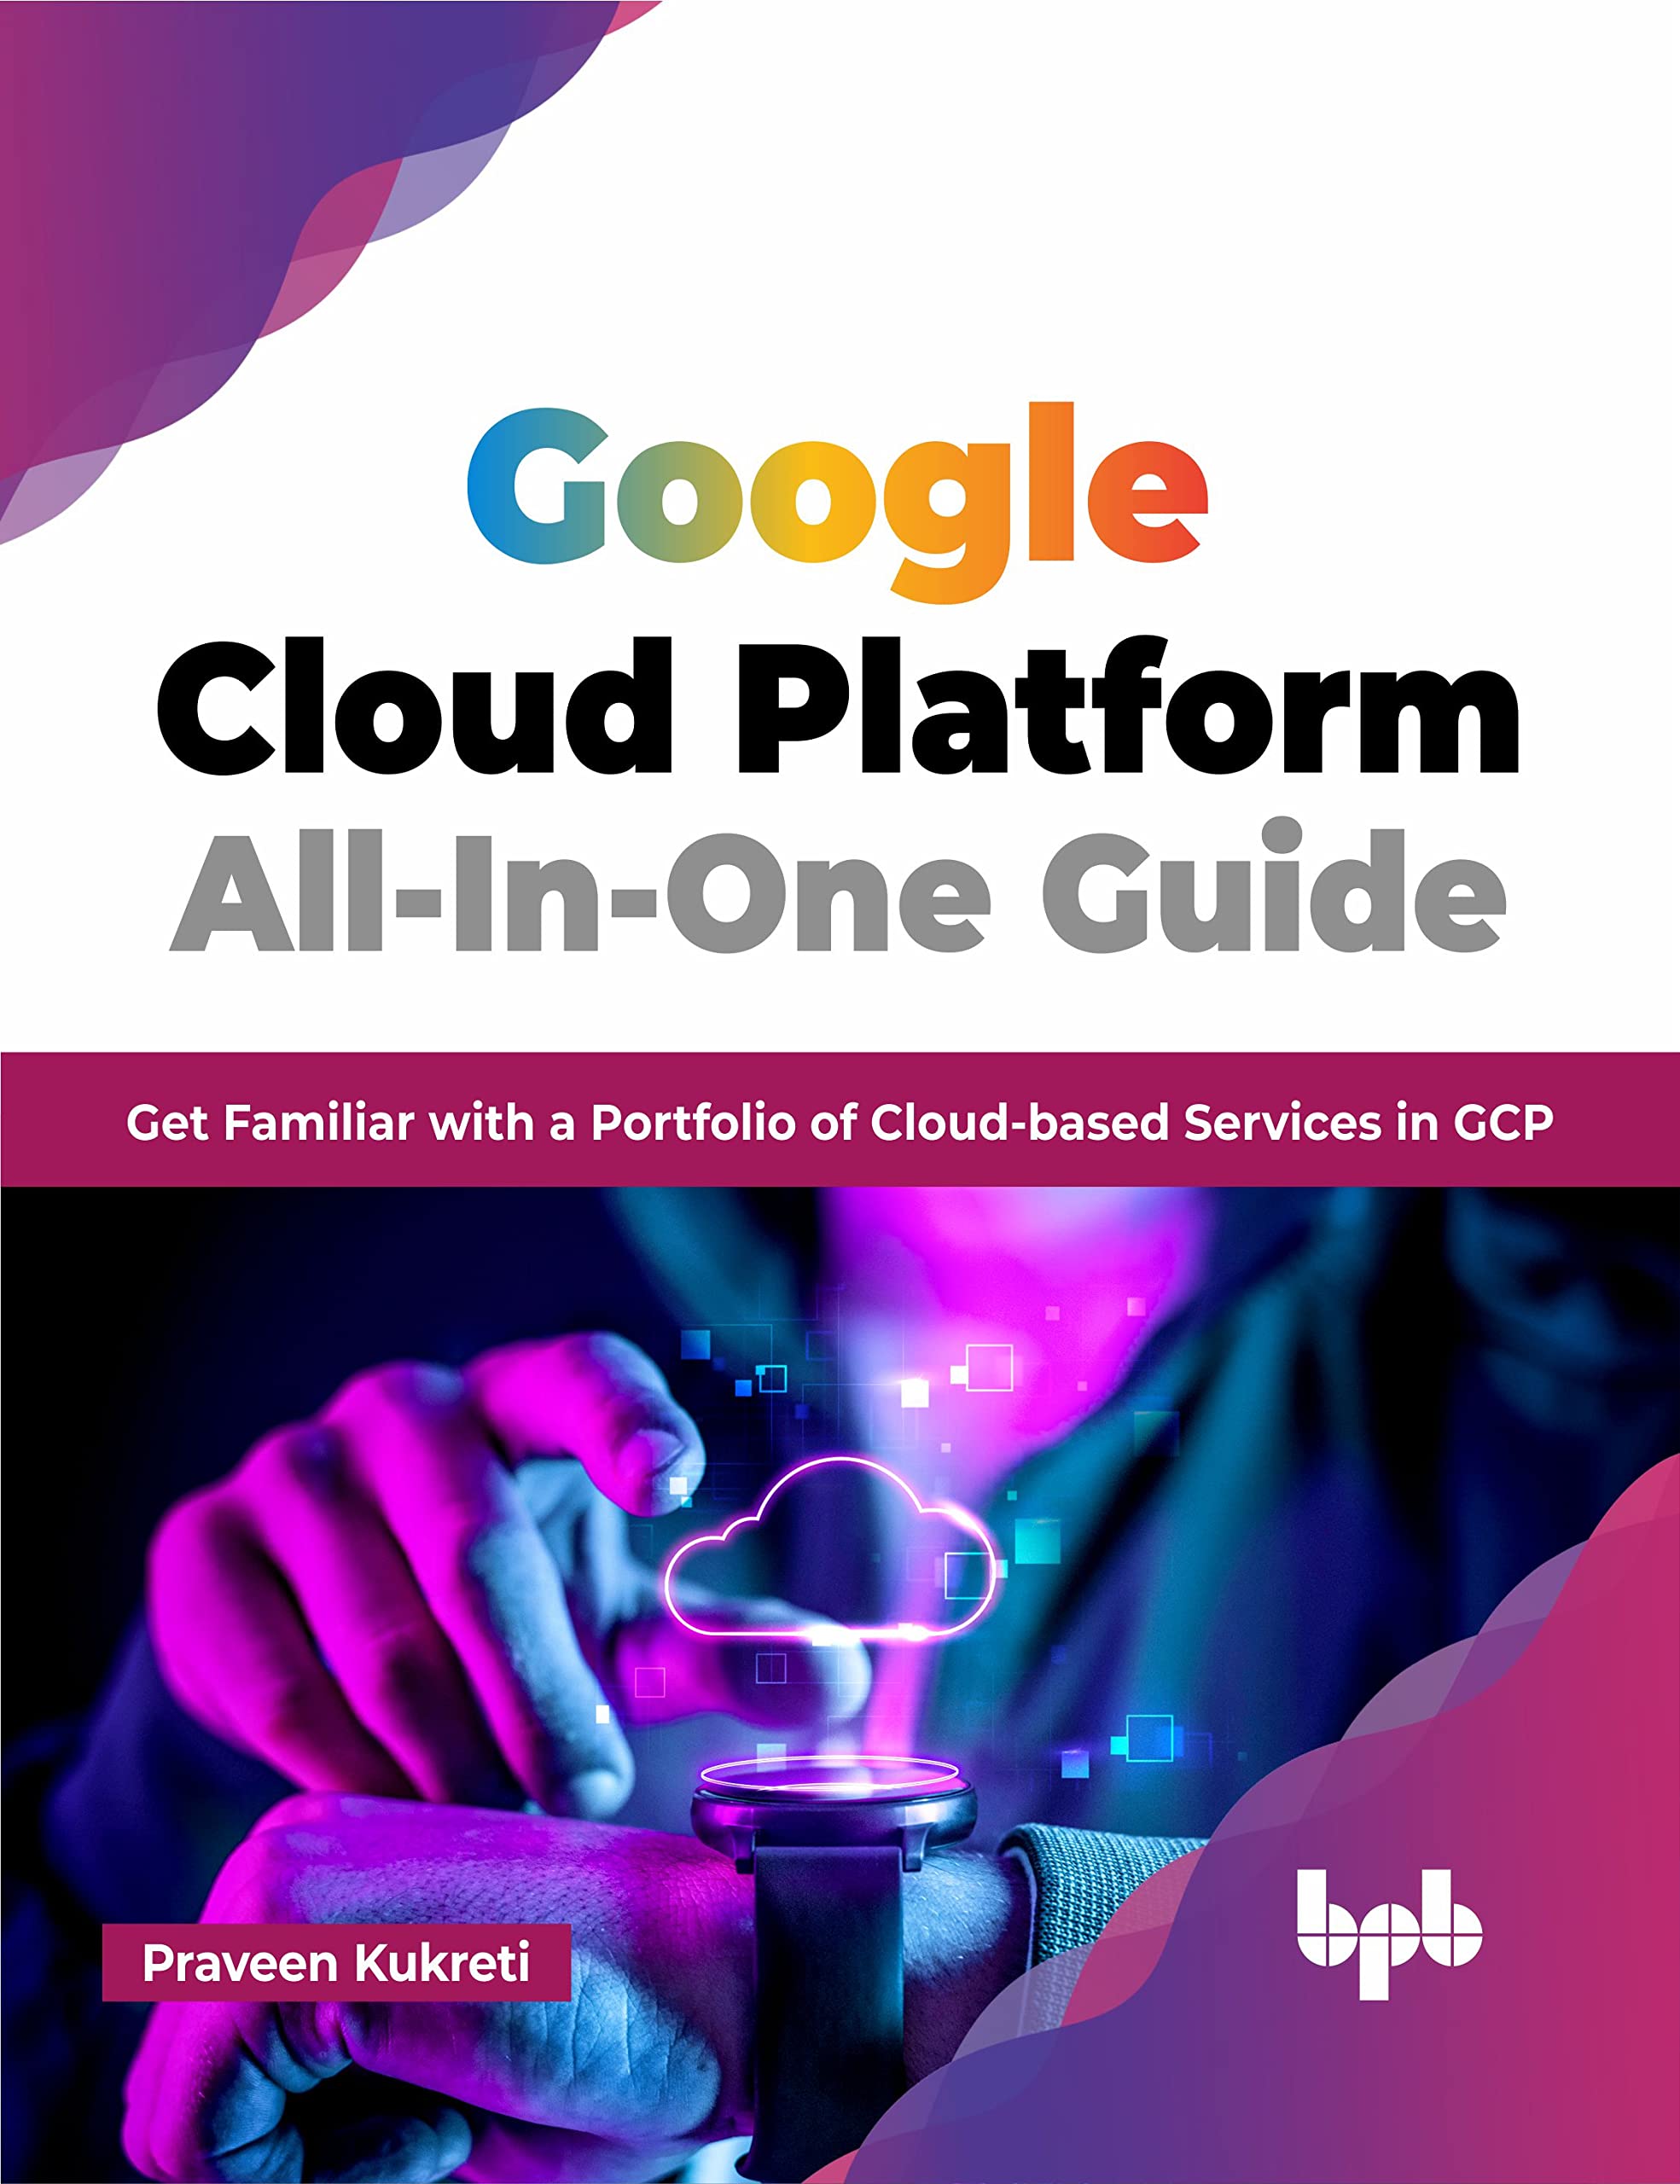 Google
Cloud Platform
All-In-One Guide
Get Familiar with a Portfolio of Cloud-based Services in GCP
Praveen Kukreti
bpb